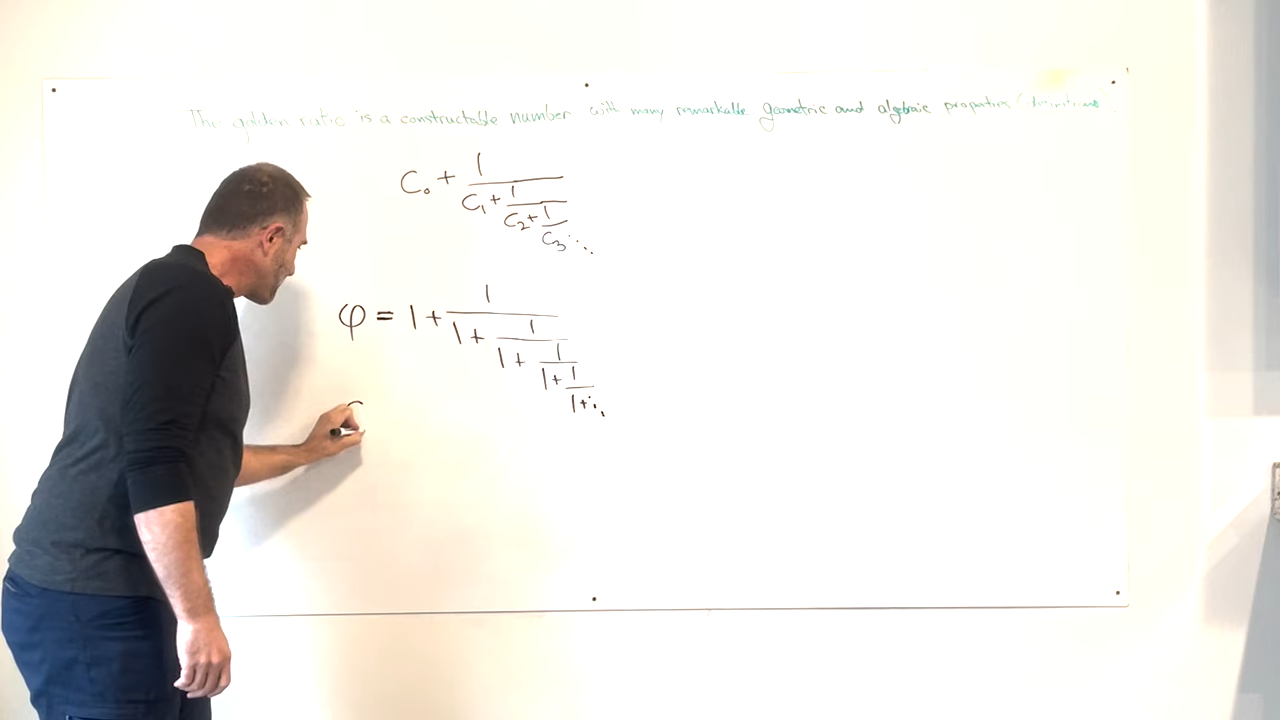 The golden ratio is a constructable number with many remarkable geometric and algebraic properties/definitions.
C₀ + 1/(C₁ + 1/(C₂ + 1/(C₃ ⋱
φ = 1 + 1/(1 + 1/(1 + 1/(1 + 1/(1 + ⋱